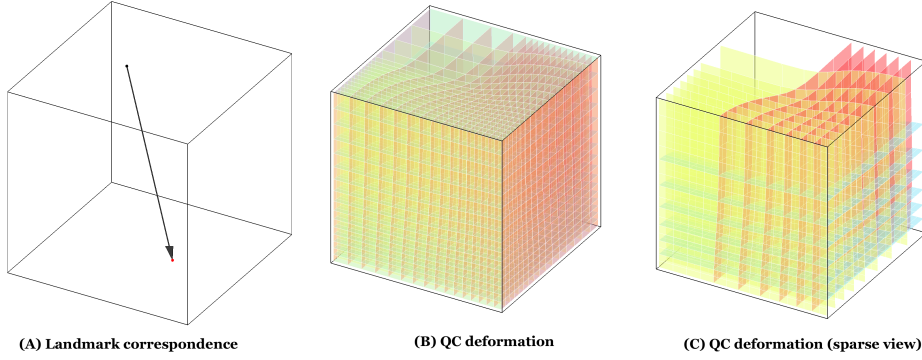 (A) Landmark correspondence
(B) QC deformation
(C) QC deformation (sparse view)